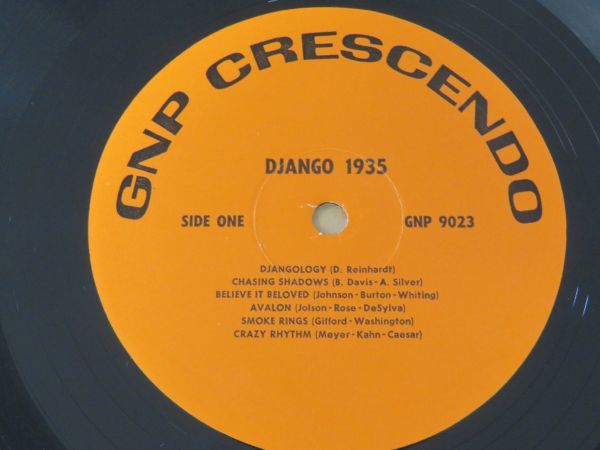 GNP CRESCENDO
DJANGO 1935
SIDE ONE GNP 9023
DJANGOLOGY (D. Reinhardt)
CHASING SHADOWS (B. Davis-A. Silver)
BELIEVE IT BELOVED (Johnson-Burton-Whiting)
AVALON (Jolson-Rose-DeSylva)
SMOKE RINGS (Gifford-Washington)
CRAZY RHYTHM (Meyer-Kahn-Caesar)